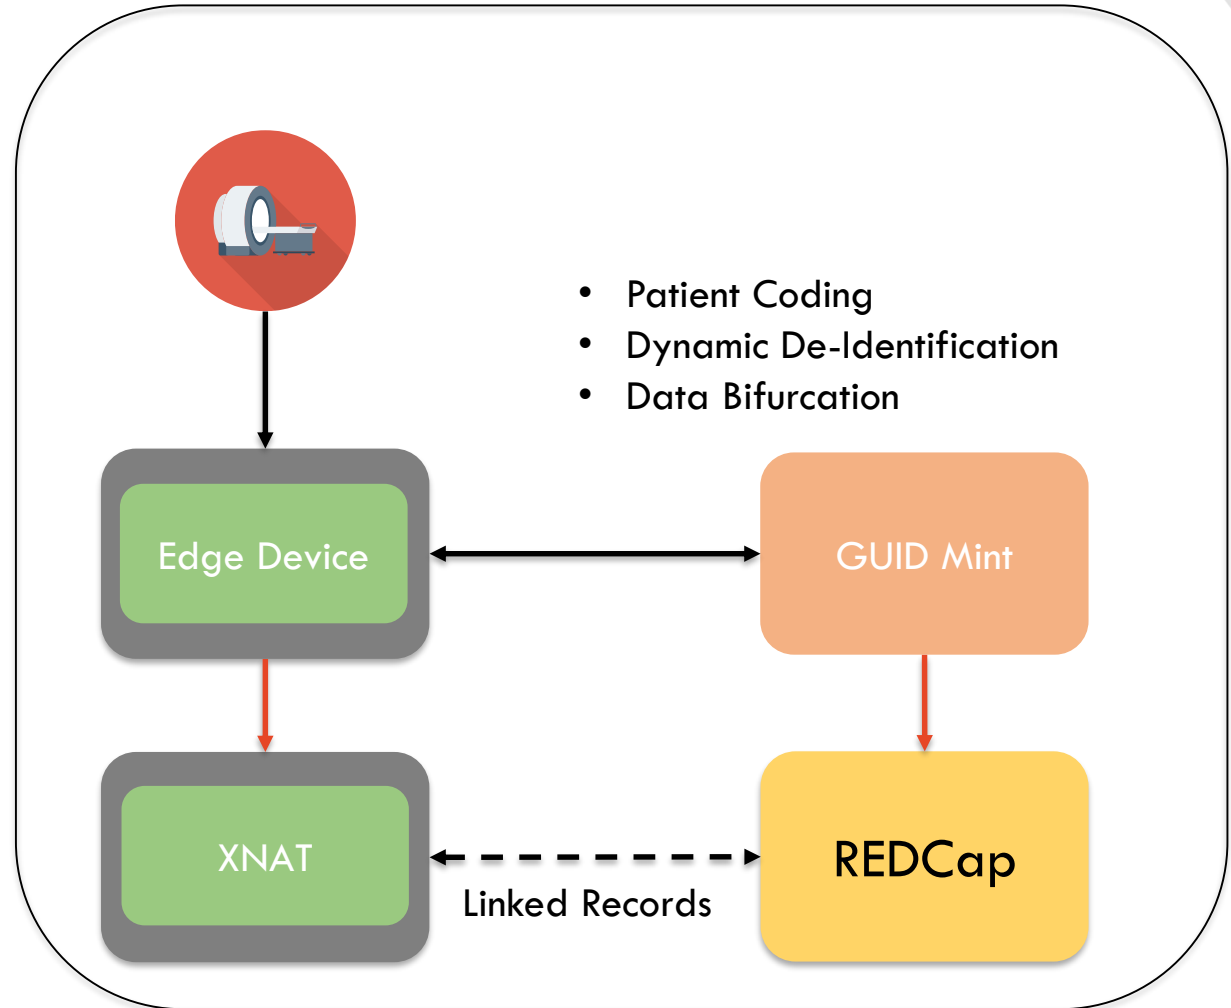 • Patient Coding
• Dynamic De-Identification
• Data Bifurcation
Edge Device
GUID Mint
XNAT
REDCap
Linked Records